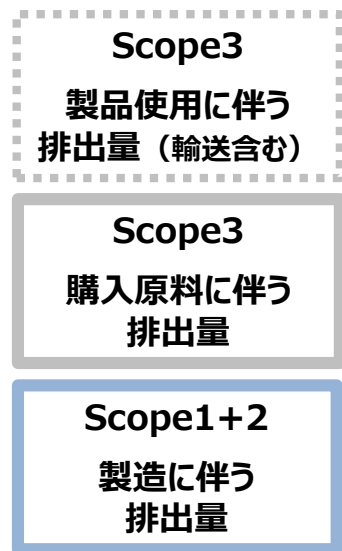 Scope3
製品使用に伴う
排出量（輸送含む）
Scope3
購入原料に伴う
排出量
Scope1+2
製造に伴う
排出量